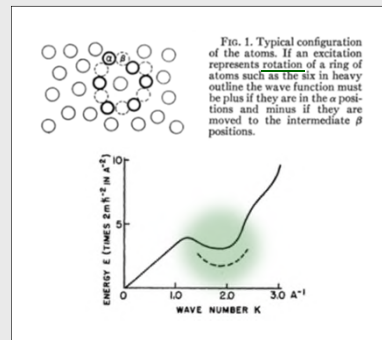 FIG. 1. Typical configuration
of the atoms. If an excitation
represents rotation of a ring of
atoms such as the six in heavy
outline the wave function must
be plus if they are in the α posi-
tions and minus if they are
moved to the intermediate β
positions.
α β
ENERGY E (TIMES 2mħ⁻² IN A⁻²)
10
5
0 1.0 2.0 3.0 A⁻¹
WAVE NUMBER K